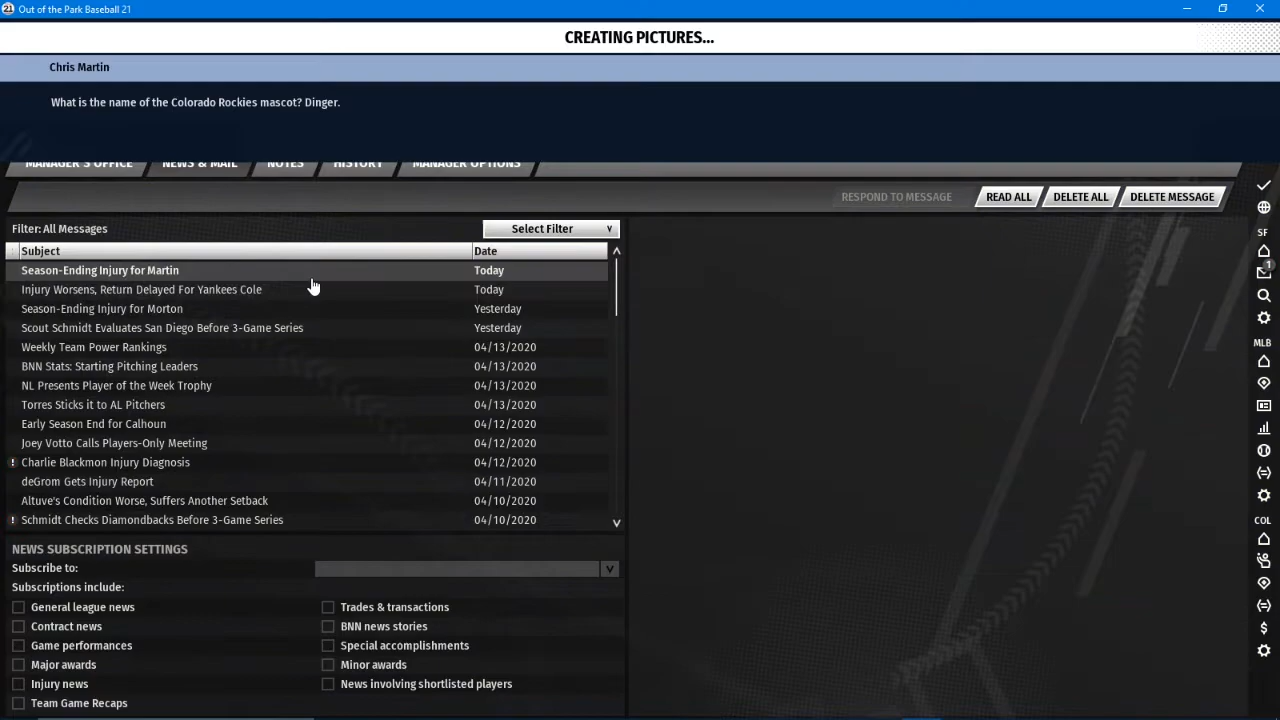 21 Out of the Park Baseball 21
CREATING PICTURES...
Chris Martin
What is the name of the Colorado Rockies mascot? Dinger.
MANAGER'S OFFICE NEWS & MAIL NOTES HISTORY MANAGER OPTIONS
RESPOND TO MESSAGE READ ALL DELETE ALL DELETE MESSAGE
Filter: All Messages Select Filter
Subject Date
Season-Ending Injury for Martin Today
Injury Worsens, Return Delayed For Yankees Cole Today
Season-Ending Injury for Morton Yesterday
Scout Schmidt Evaluates San Diego Before 3-Game Series Yesterday
Weekly Team Power Rankings 04/13/2020
BNN Stats: Starting Pitching Leaders 04/13/2020
NL Presents Player of the Week Trophy 04/13/2020
Torres Sticks it to AL Pitchers 04/13/2020
Early Season End for Calhoun 04/12/2020
Joey Votto Calls Players-Only Meeting 04/12/2020
! Charlie Blackmon Injury Diagnosis 04/12/2020
deGrom Gets Injury Report 04/11/2020
Altuve's Condition Worse, Suffers Another Setback 04/10/2020
! Schmidt Checks Diamondbacks Before 3-Game Series 04/10/2020
NEWS SUBSCRIPTION SETTINGS
Subscribe to:
Subscriptions include:
General league news Trades & transactions
Contract news BNN news stories
Game performances Special accomplishments
Major awards Minor awards
Injury news News involving shortlisted players
Team Game Recaps
SF
1
MLB
COL
$